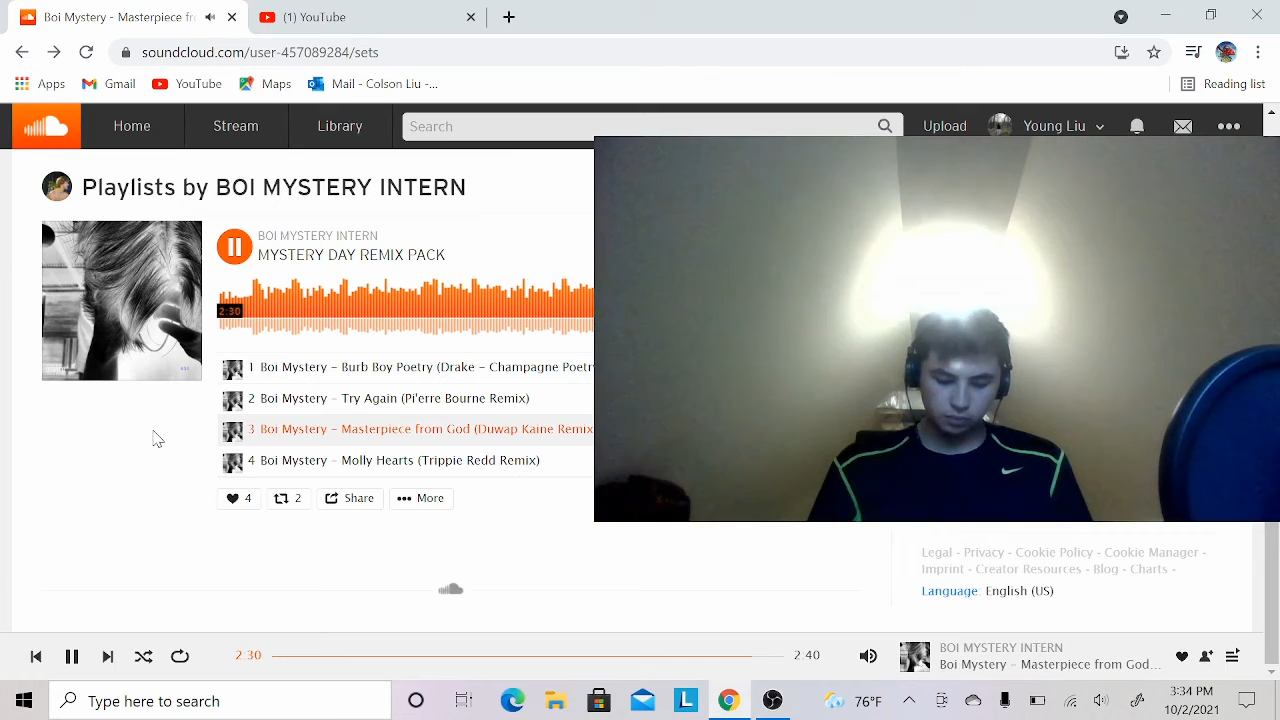 Boi Mystery - Masterpiece fr
(1) YouTube
soundcloud.com/user-457089284/sets
Apps
Gmail
YouTube
Maps
Mail - Colson Liu -...
Reading list
Home
Stream
Library
Search
Upload
Young Liu
Playlists by BOI MYSTERY INTERN
BOI MYSTERY INTERN
MYSTERY DAY REMIX PACK
2:30
1 Boi Mystery – Burb Boy Poetry (Drake – Champagne Poetr
2 Boi Mystery – Try Again (Pi'erre Bourne Remix)
3 Boi Mystery – Masterpiece from God (Duwap Kaine Remix
4 Boi Mystery – Molly Hearts (Trippie Redd Remix)
4
2
Share
More
Legal - Privacy - Cookie Policy - Cookie Manager -
Imprint - Creator Resources - Blog - Charts -
Language: English (US)
2:30
2:40
BOI MYSTERY INTERN
Boi Mystery – Masterpiece from God...
Type here to search
L
76°F
3:34 PM
10/2/2021